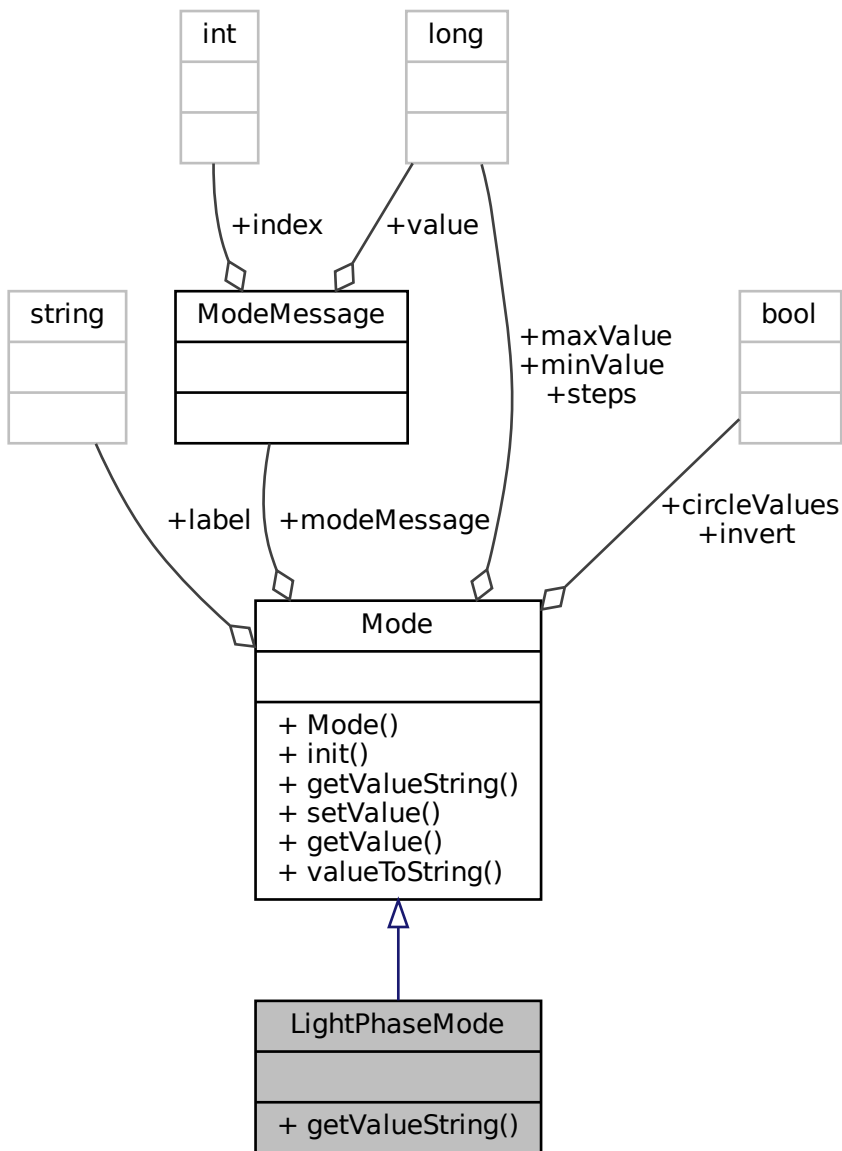 int
long
+index
+value
string
ModeMessage
bool
+maxValue
+minValue
+steps
+label
+modeMessage
+circleValues
+invert
Mode
+ Mode()
+ init()
+ getValueString()
+ setValue()
+ getValue()
+ valueToString()
LightPhaseMode
+ getValueString()